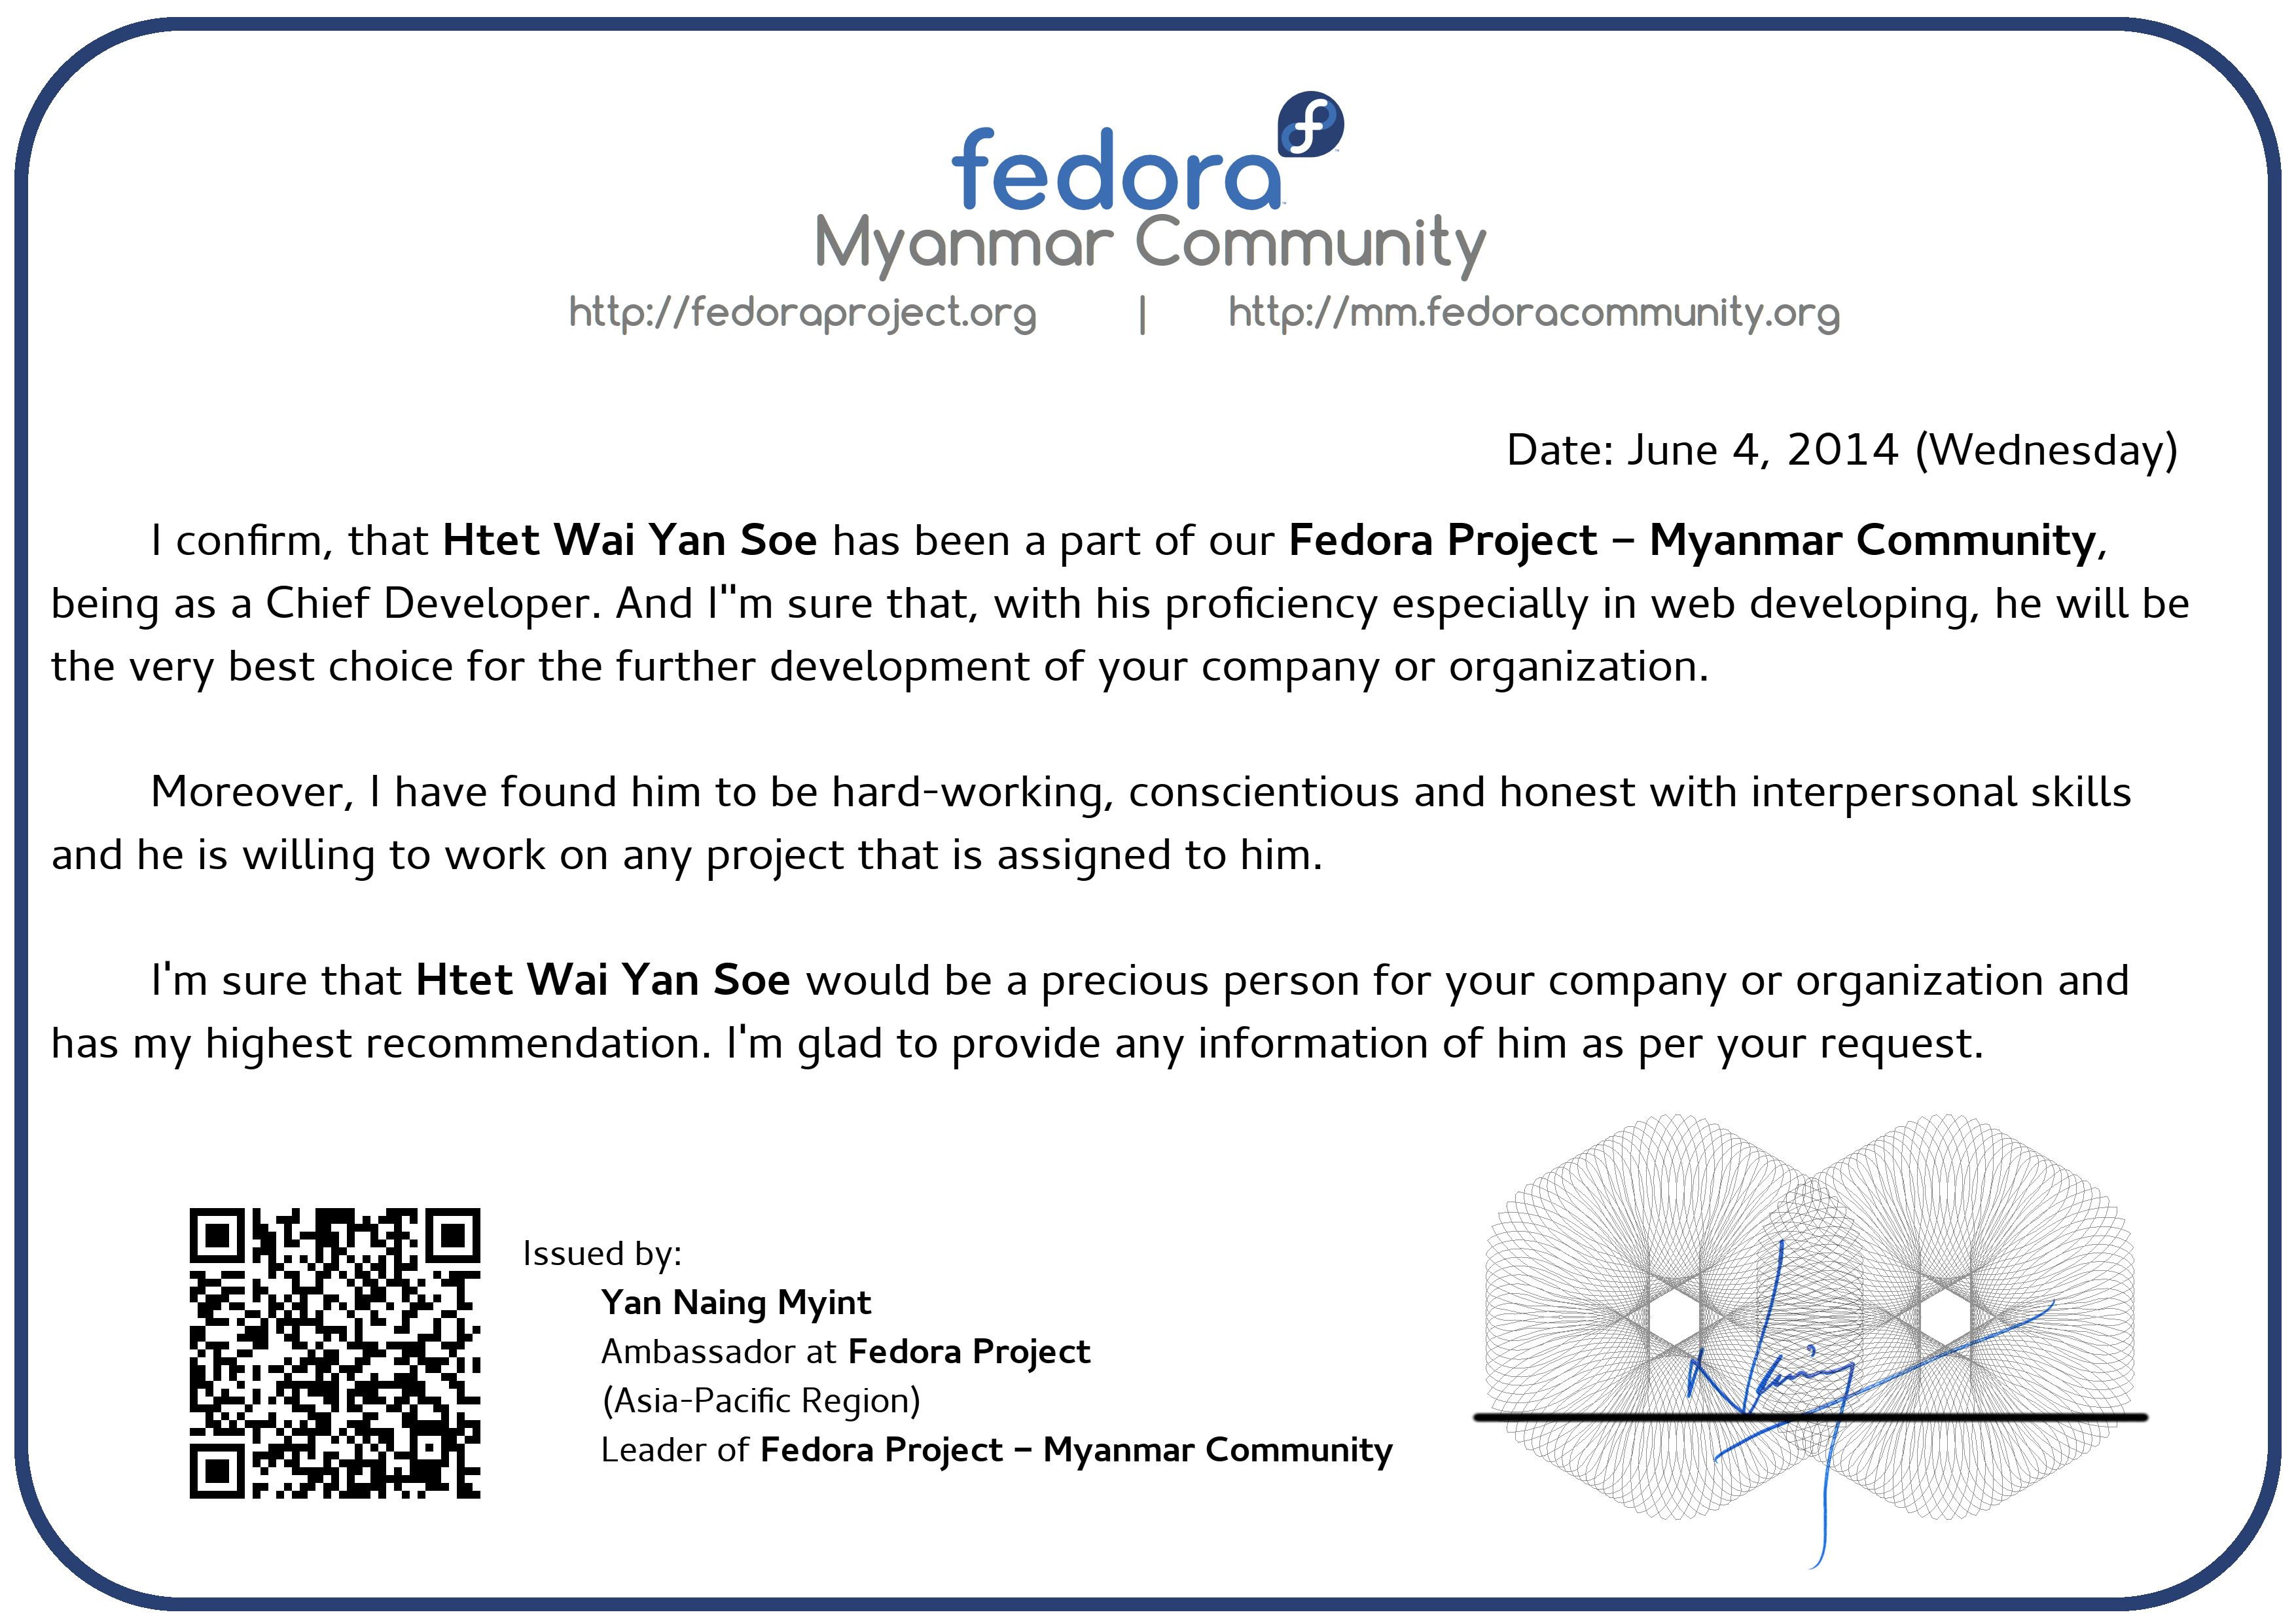 fedora
Myanmar Community
http://fedoraproject.org | http://mm.fedoracommunity.org
Date: June 4, 2014 (Wednesday)
I confirm, that Htet Wai Yan Soe has been a part of our Fedora Project – Myanmar Community,
being as a Chief Developer. And I"m sure that, with his proficiency especially in web developing, he will be
the very best choice for the further development of your company or organization.
Moreover, I have found him to be hard-working, conscientious and honest with interpersonal skills
and he is willing to work on any project that is assigned to him.
I'm sure that Htet Wai Yan Soe would be a precious person for your company or organization and
has my highest recommendation. I'm glad to provide any information of him as per your request.
Issued by:
Yan Naing Myint
Ambassador at Fedora Project
(Asia-Pacific Region)
Leader of Fedora Project – Myanmar Community